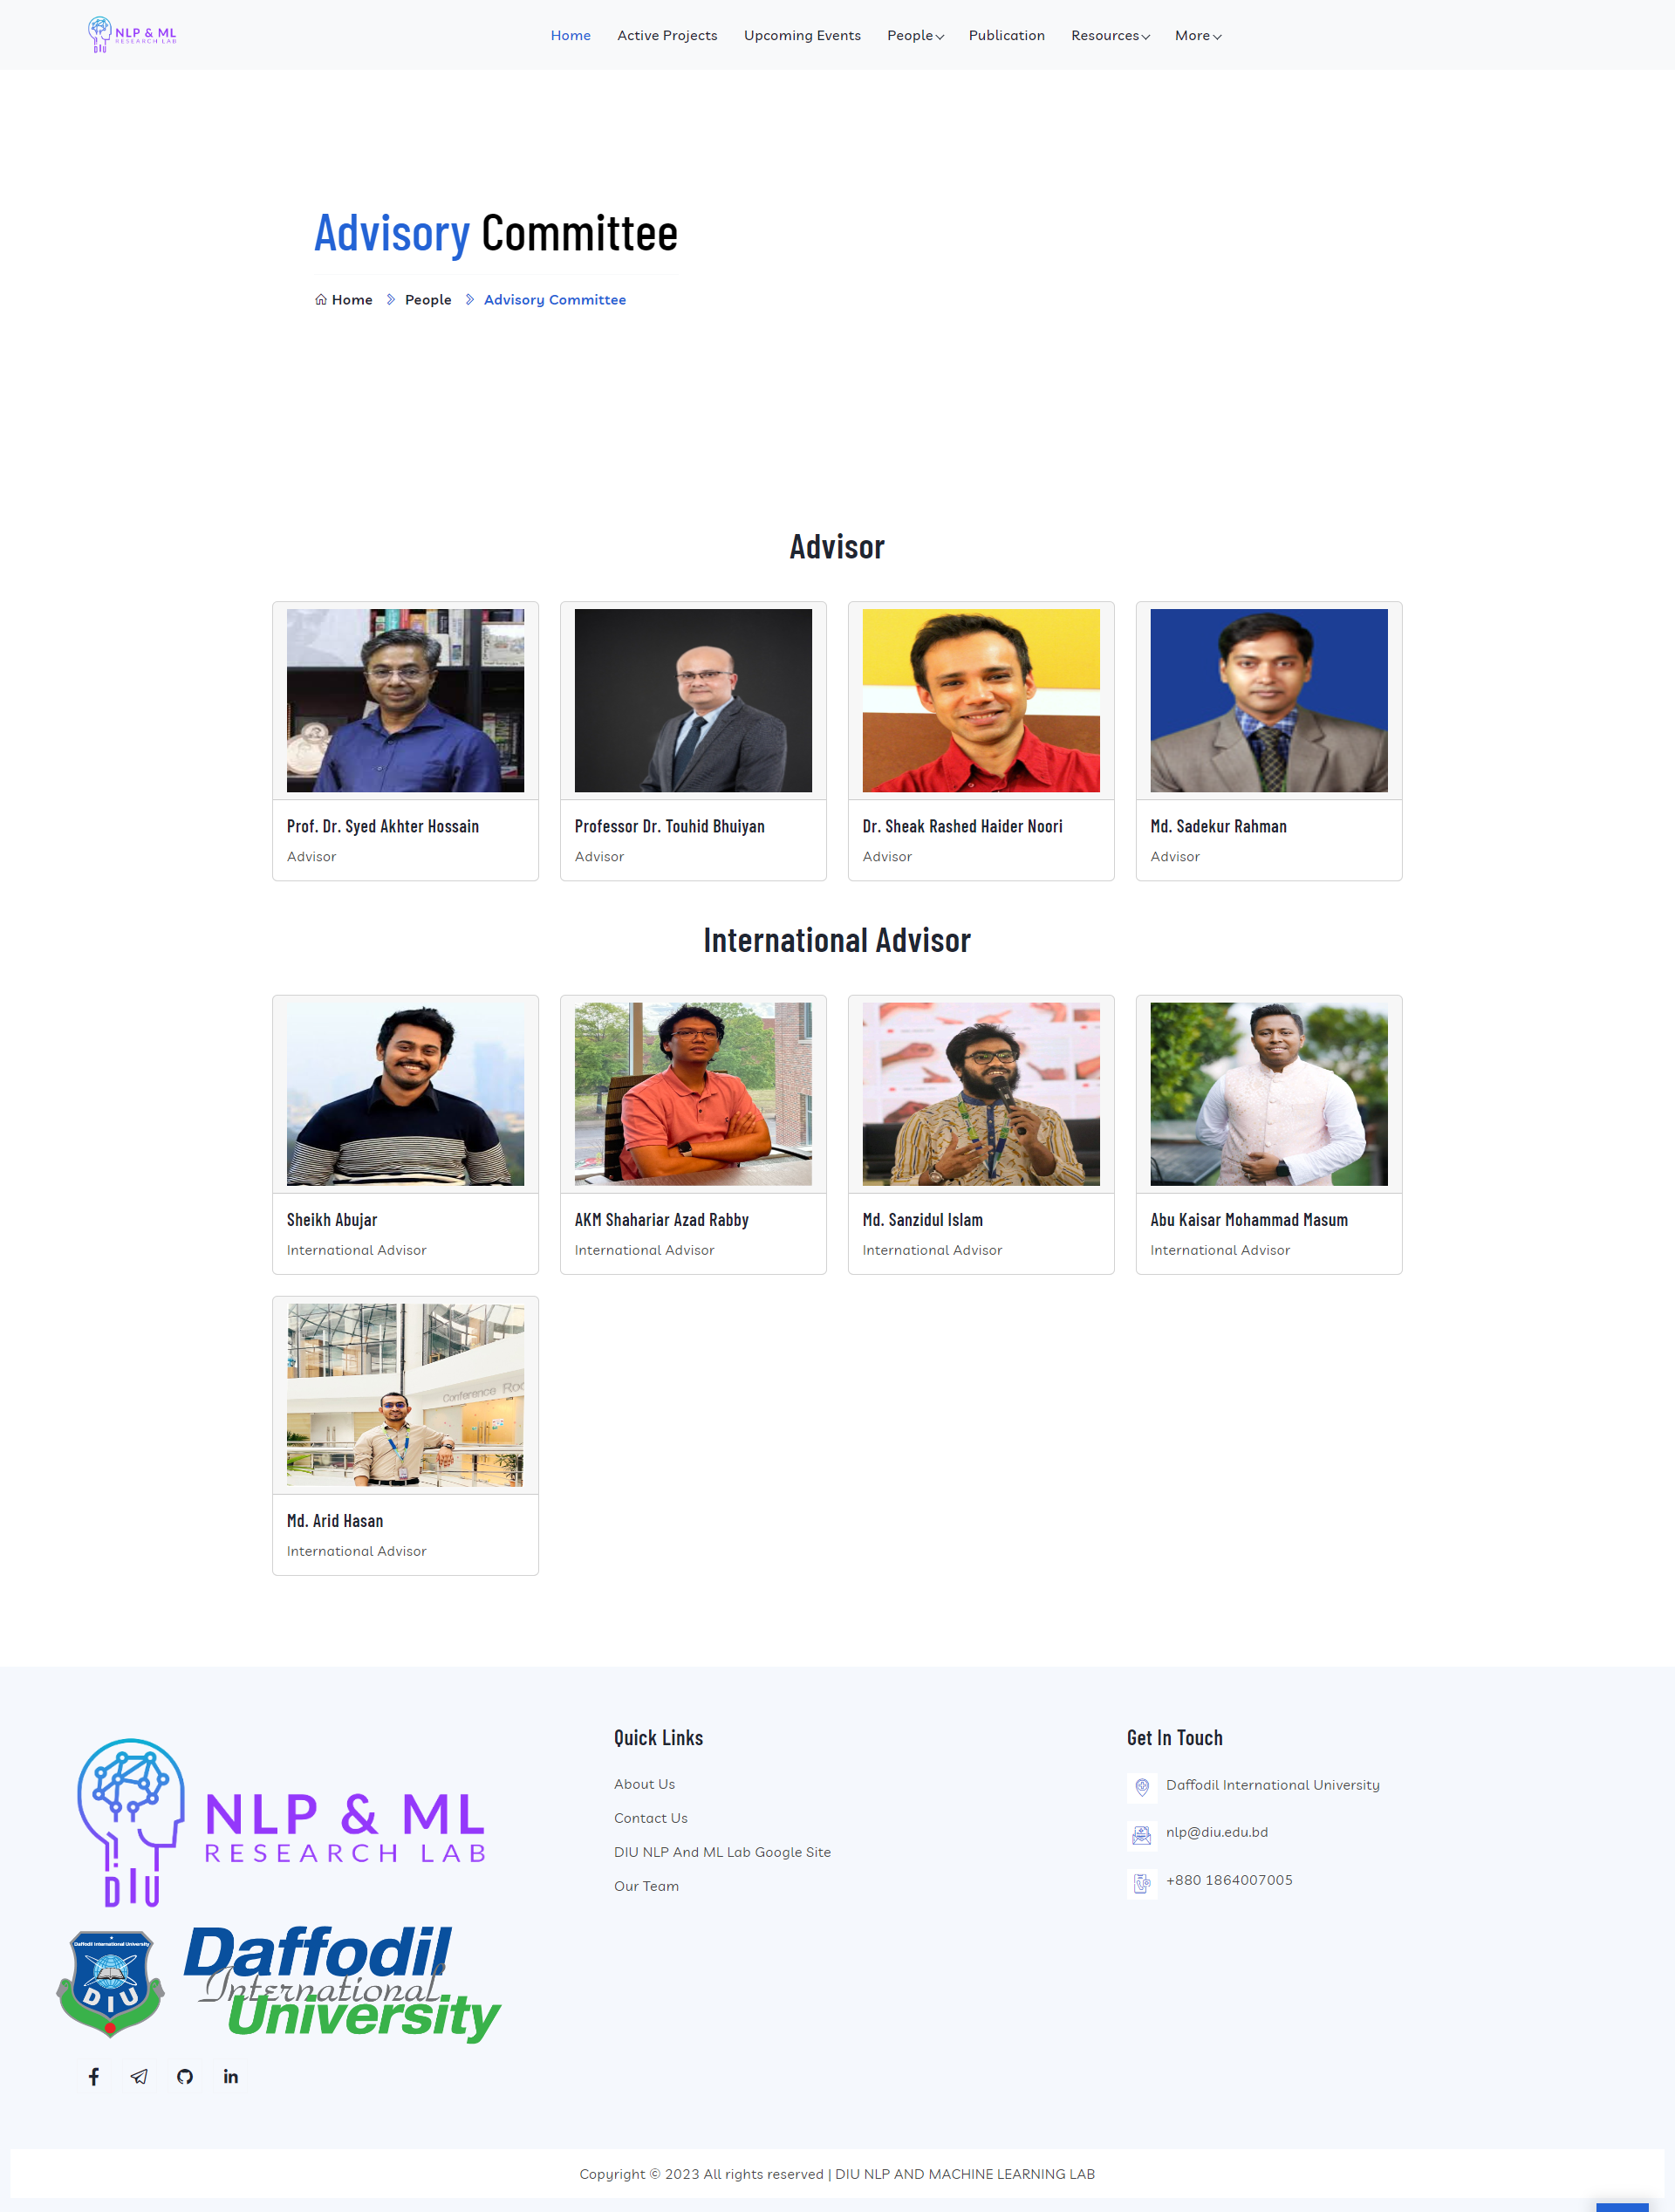 NLP & ML
RESEARCH LAB
DIU
Home
Active Projects
Upcoming Events
People
Publication
Resources
More
Advisory Committee
Home
People
Advisory Committee
Advisor
Prof. Dr. Syed Akhter Hossain
Advisor
Professor Dr. Touhid Bhuiyan
Advisor
Dr. Sheak Rashed Haider Noori
Advisor
Md. Sadekur Rahman
Advisor
International Advisor
Sheikh Abujar
International Advisor
AKM Shahariar Azad Rabby
International Advisor
Md. Sanzidul Islam
International Advisor
Abu Kaisar Mohammad Masum
International Advisor
Conference Roo
Md. Arid Hasan
International Advisor
NLP & ML
RESEARCH LAB
DIU
Daffodil International University
DIU
Daffodil
International
University
Quick Links
About Us
Contact Us
DIU NLP And ML Lab Google Site
Our Team
Get In Touch
Daffodil International University
nlp@diu.edu.bd
+880 1864007005
Copyright © 2023 All rights reserved | DIU NLP AND MACHINE LEARNING LAB